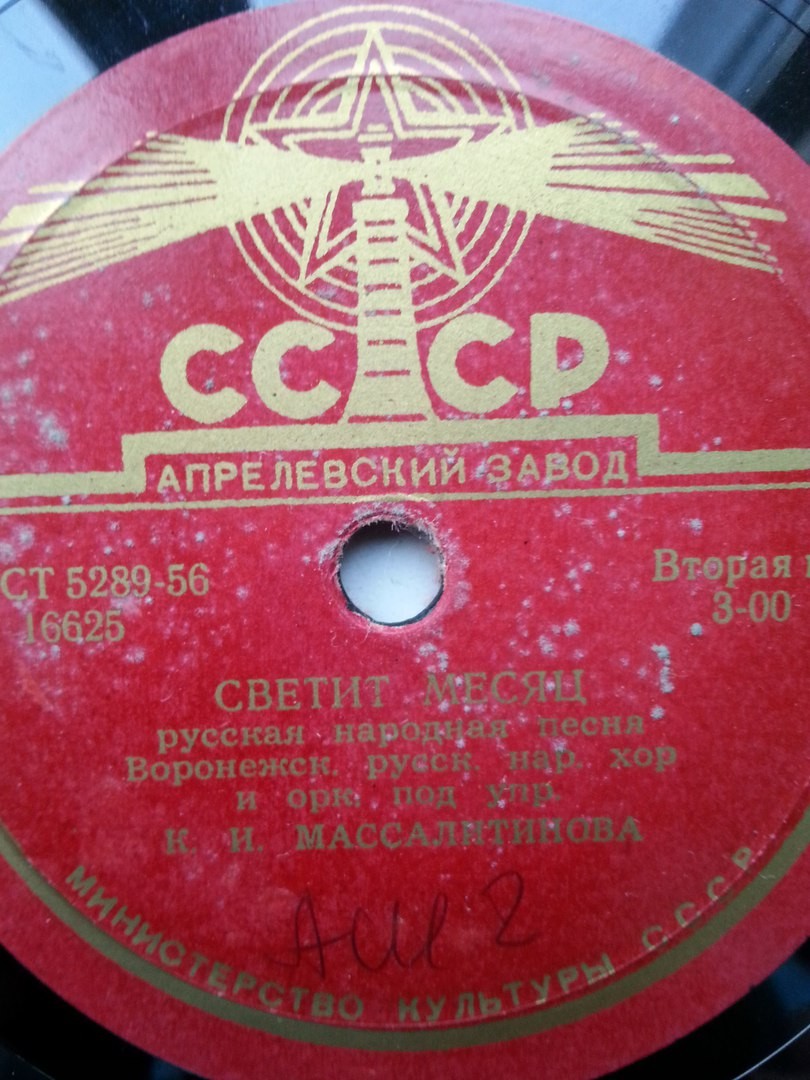 СССР
АПРЕЛЕВСКИЙ ЗАВОД
СТ 5289-56
16625
Вторая
3-00
СВЕТИТ МЕСЯЦ
русская народная песня
Воронежск. русск. нар. хор
и орк. под упр.
К. И. МАССАЛИТИНОВА
МИНИСТЕРСТВО КУЛЬТУРЫ СССР
2